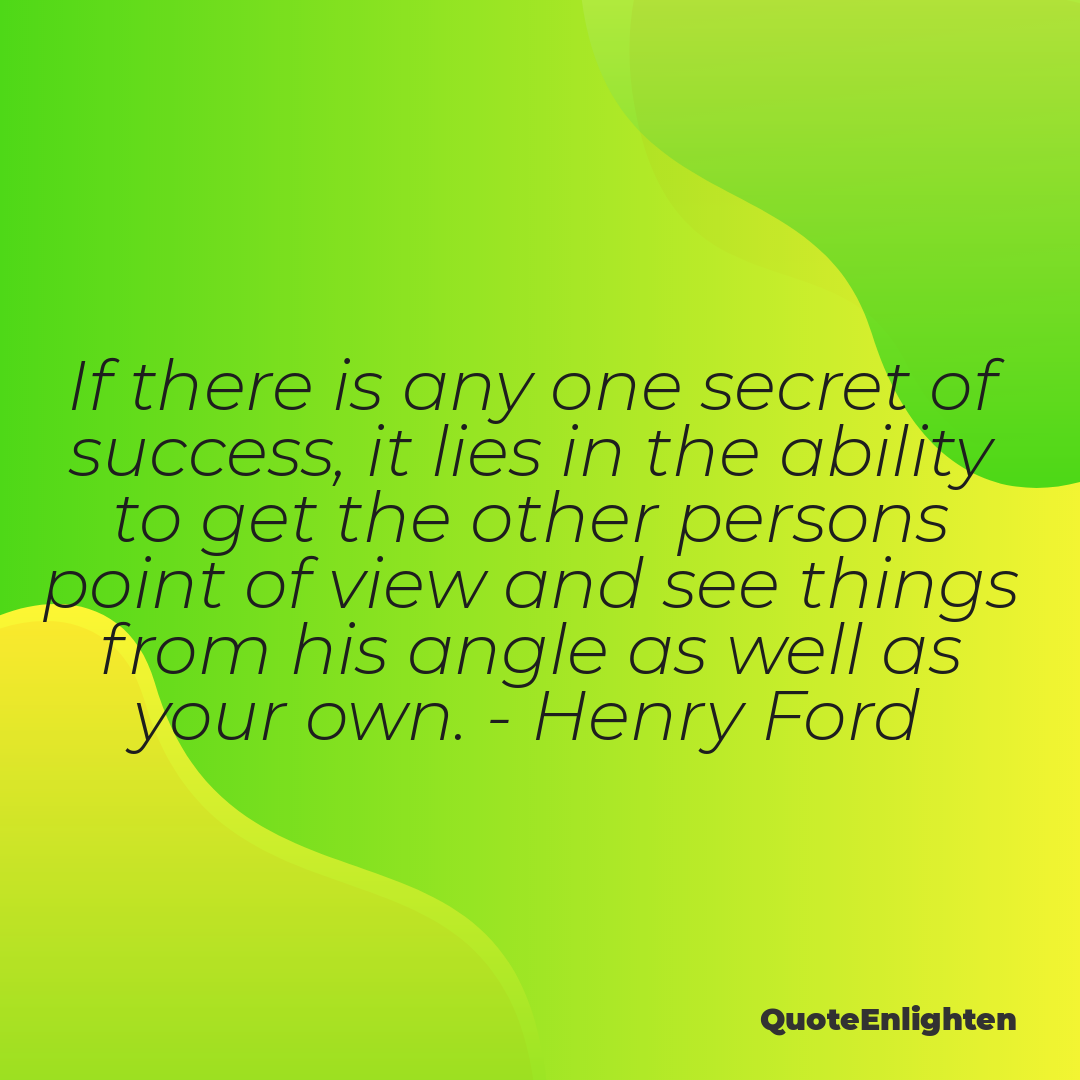 If there is any one secret of
success, it lies in the ability
to get the other persons
point of view and see things
from his angle as well as
your own. - Henry Ford
QuoteEnlighten